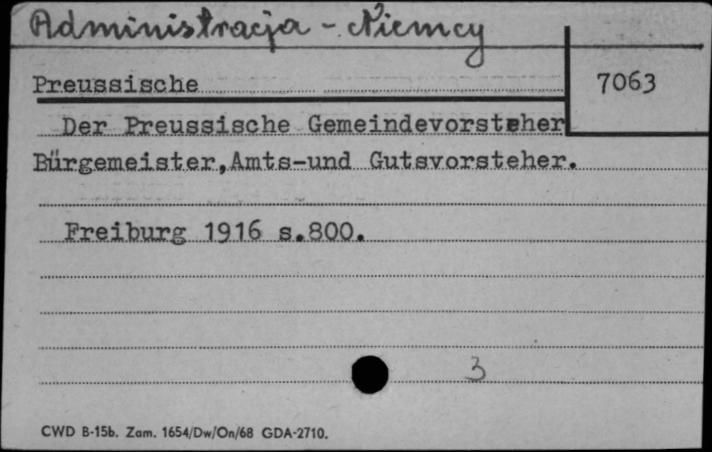 Administracja - Niemcy
Preussische
7063
Der Preussische Gemeindevorsteher
Bürgemeister,Amts-und Gutsvorsteher.
Freiburg 1916 s.800.
3
CWD B-15b. Zam. 1654/Dw/On/68 GDA-2710.